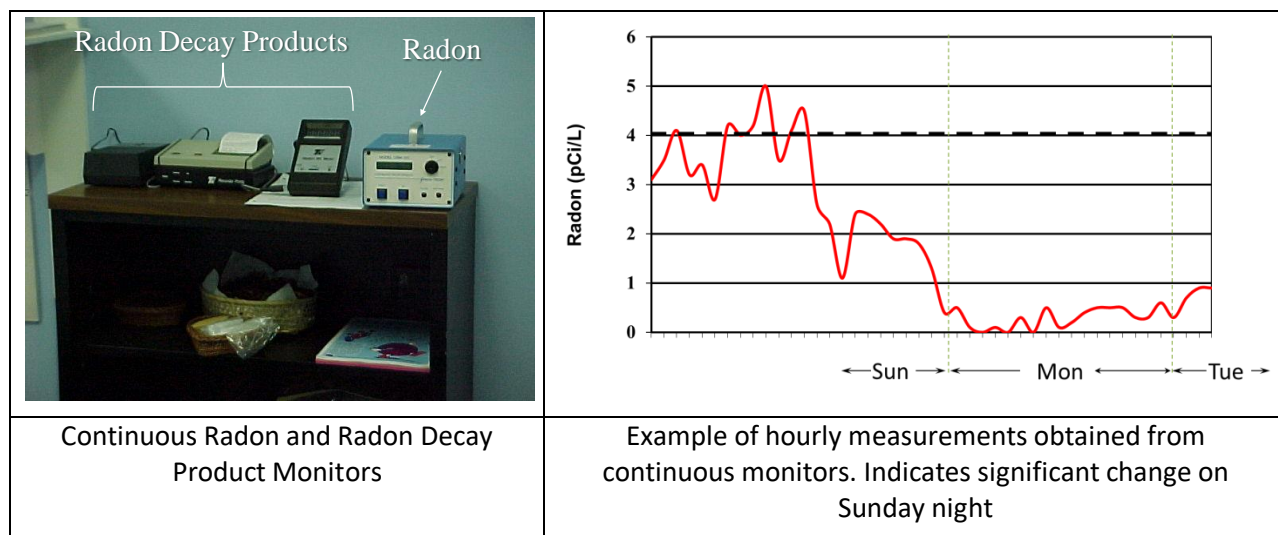 Radon Decay Products
Radon
6
5
4
3
2
1
0
Radon (pCi/L)
Sun
Mon
Tue
Continuous Radon and Radon Decay
Product Monitors
Example of hourly measurements obtained from
continuous monitors. Indicates significant change on
Sunday night